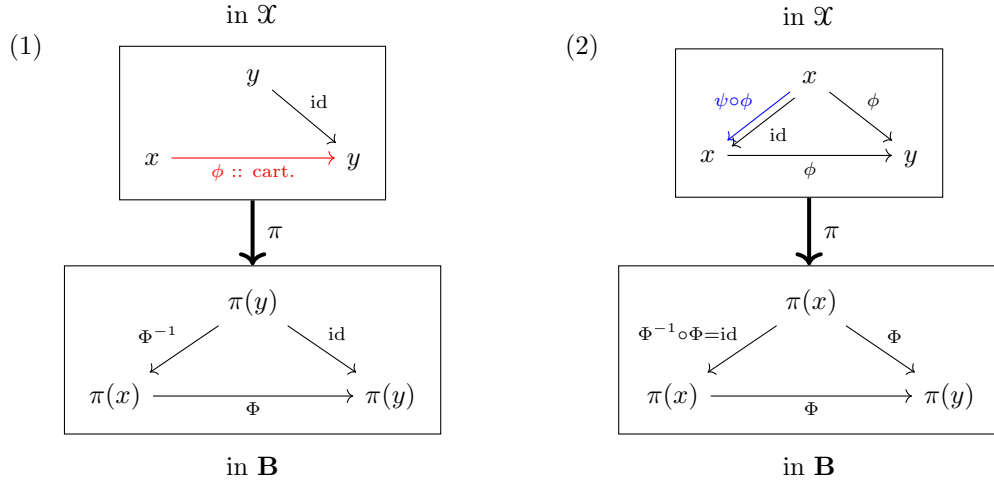 in 𝔛
(1)
y
id
x
y
ϕ :: cart.
π
π(y)
Φ⁻¹
id
π(x)
π(y)
Φ
in B
in 𝔛
(2)
x
ψ∘ϕ
ϕ
id
x
y
ϕ
π
π(x)
Φ⁻¹∘Φ=id
Φ
π(x)
π(y)
Φ
in B